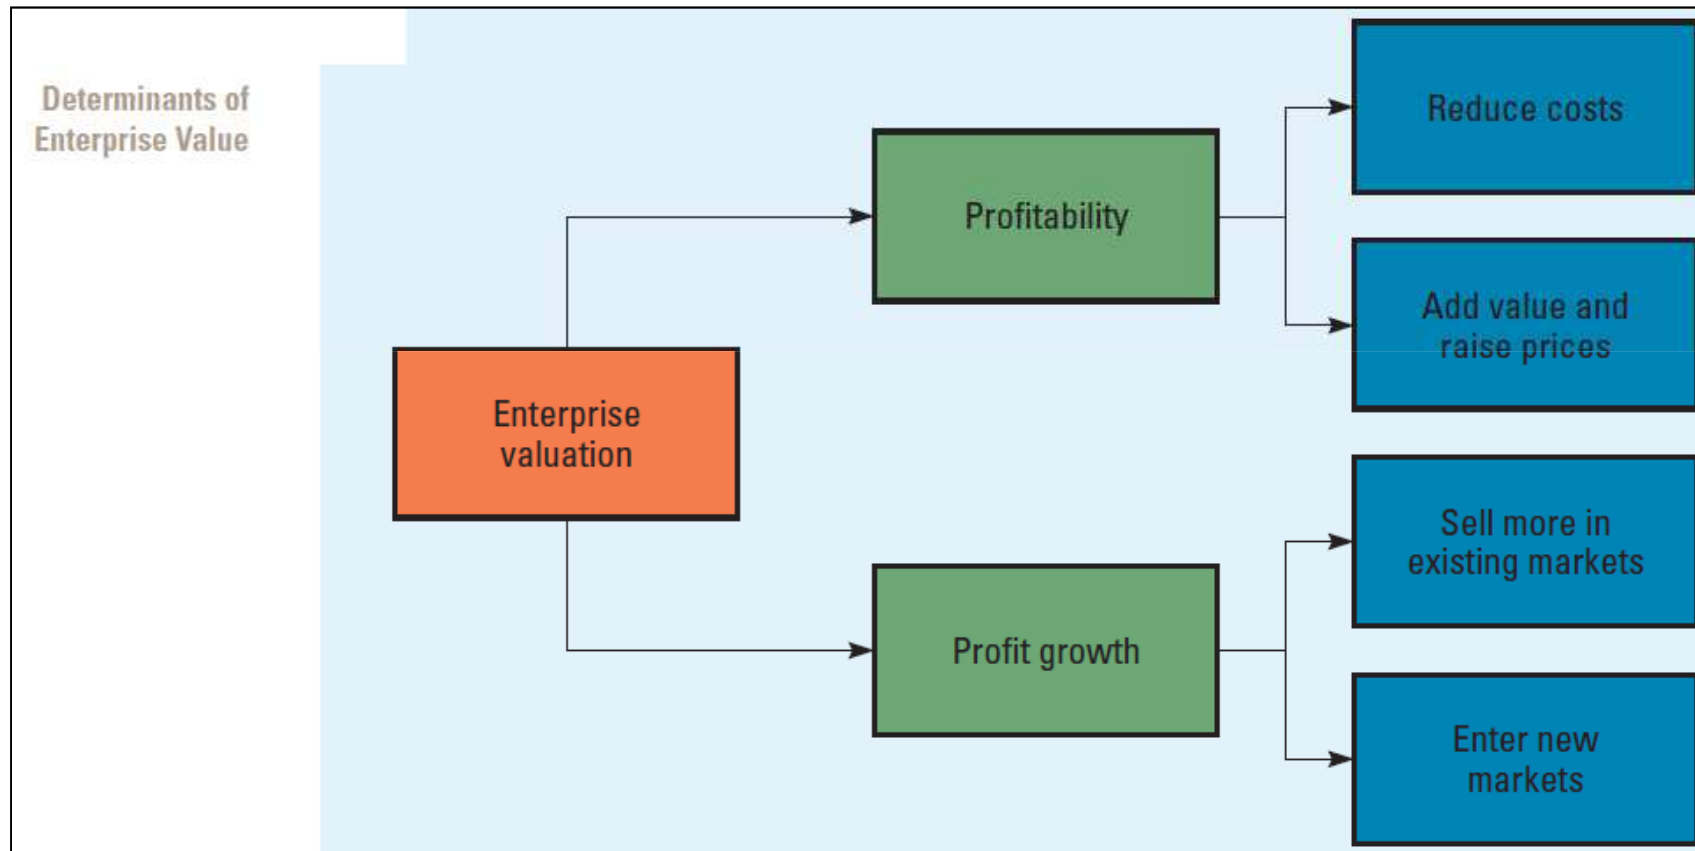 Determinants of
Enterprise Value
Reduce costs
Profitability
Add value and
raise prices
Enterprise
valuation
Sell more in
existing markets
Profit growth
Enter new
markets